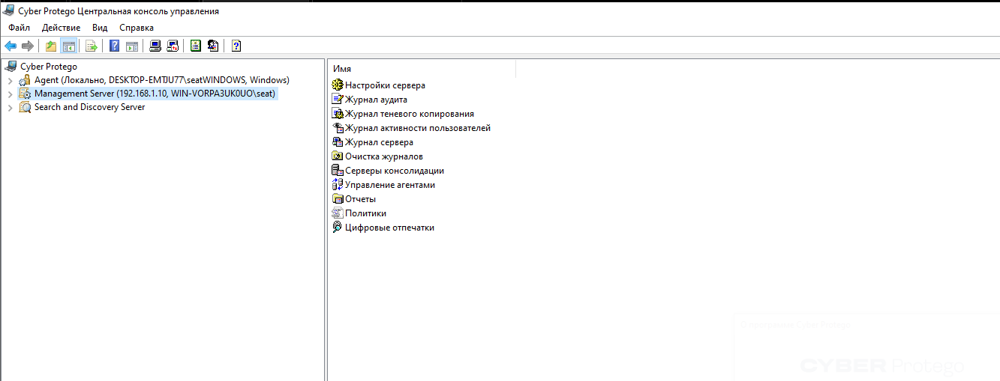 Cyber Protego Центральная консоль управления
Файл Действие Вид Справка
Cyber Protego
Agent (Локально, DESKTOP-EMTJU77\seatWINDOWS, Windows)
Management Server (192.168.1.10, WIN-VORPA3UK0UO\seat)
Search and Discovery Server
Имя
Настройки сервера
Журнал аудита
Журнал теневого копирования
Журнал активности пользователей
Журнал сервера
Очистка журналов
Серверы консолидации
Управление агентами
Отчеты
Политики
Цифровые отпечатки
О программе Cyber Protego
CYBER Protego